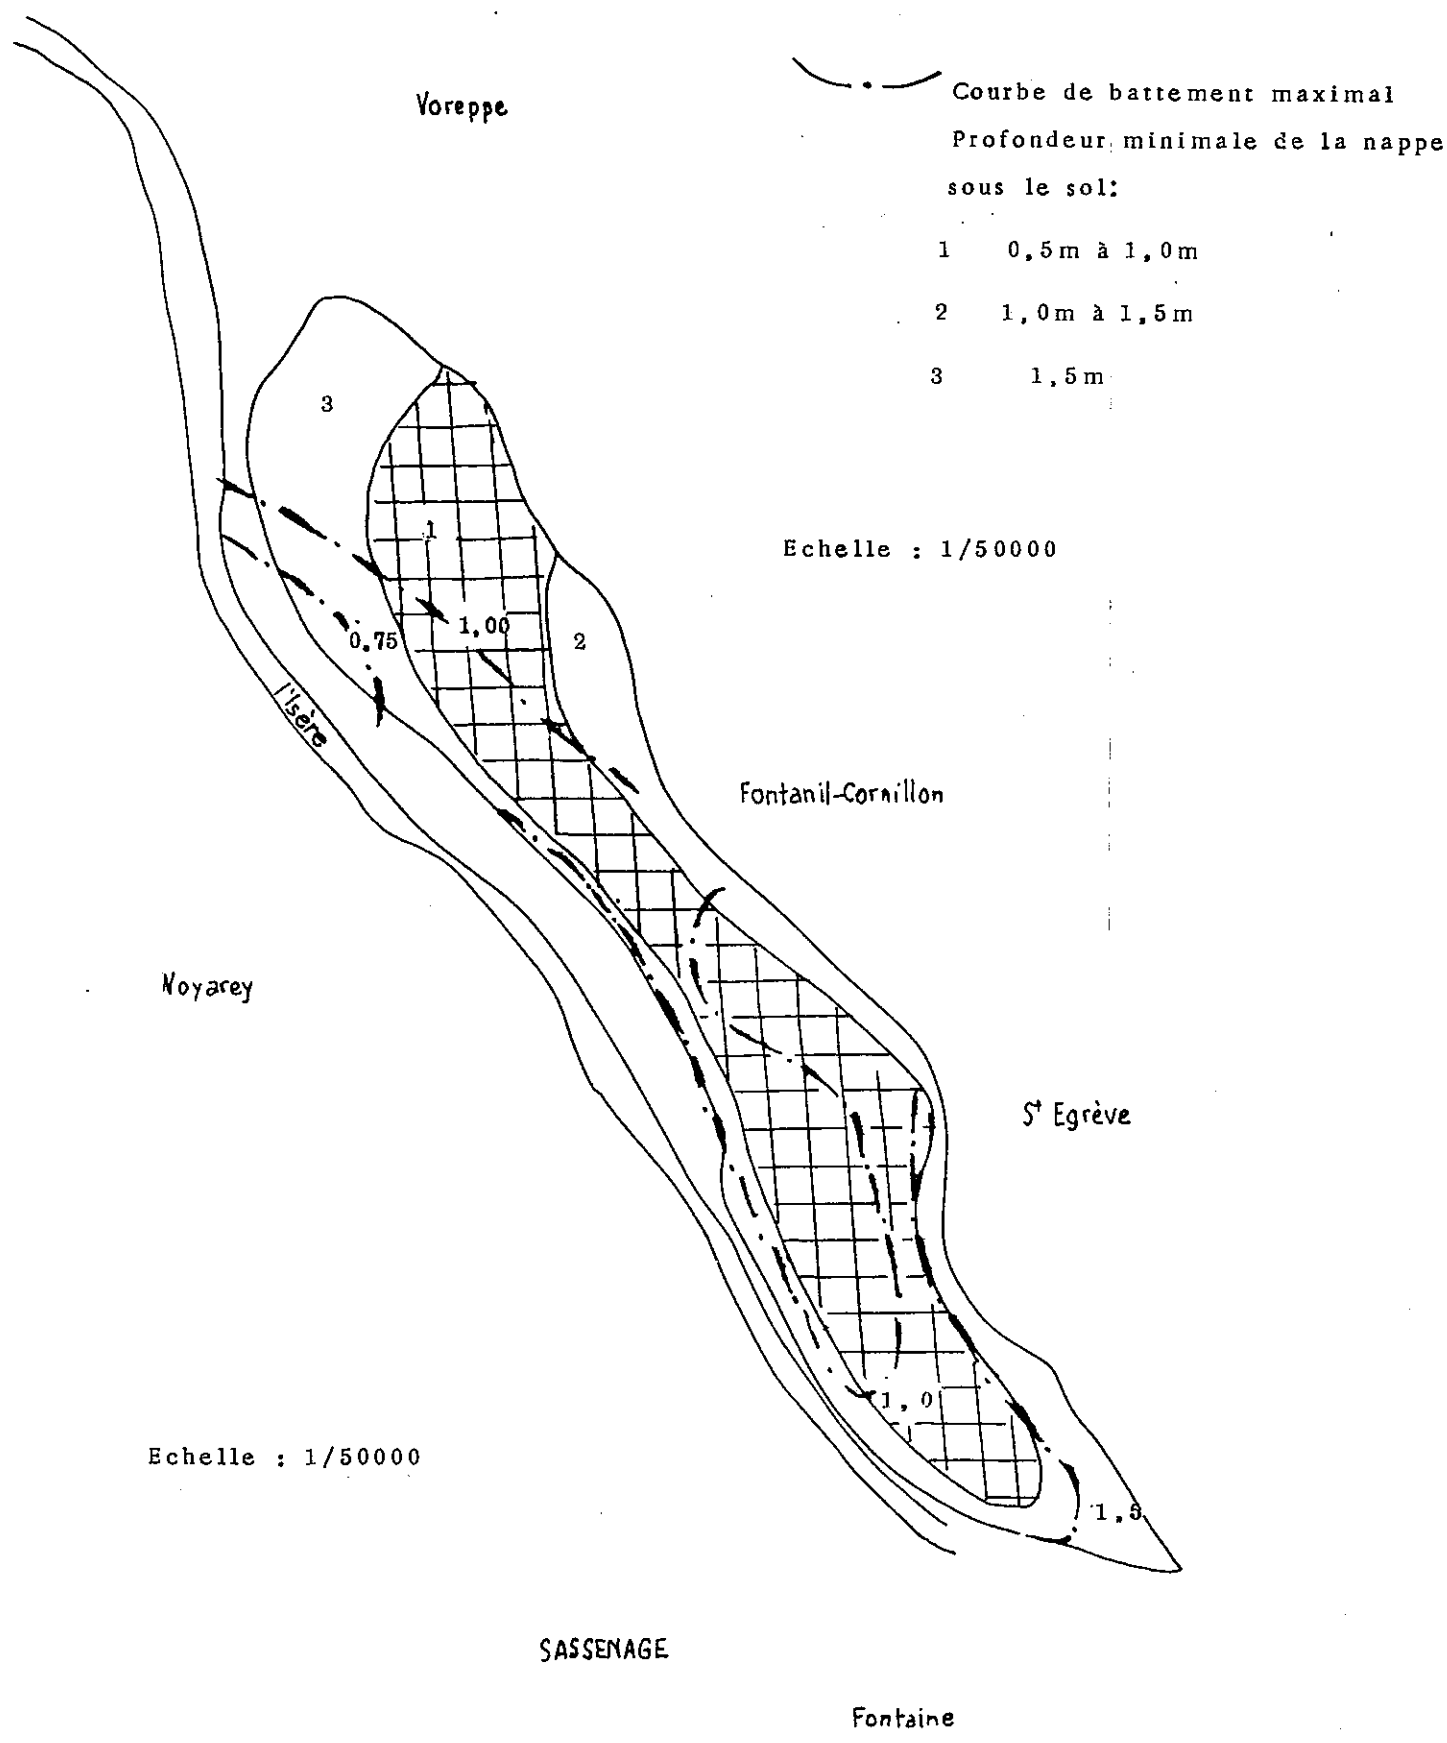 Voreppe
Courbe de battement maximal
Profondeur minimale de la nappe
sous le sol:
1 0,5m à 1,0m
2 1,0m à 1,5m
3 1,5m
3
1
Echelle : 1/50000
1,00
0,75
2
l'Isère
Fontanil-Cornillon
Noyarey
St Egrève
1,0
Echelle : 1/50000
1,5
SASSENAGE
Fontaine